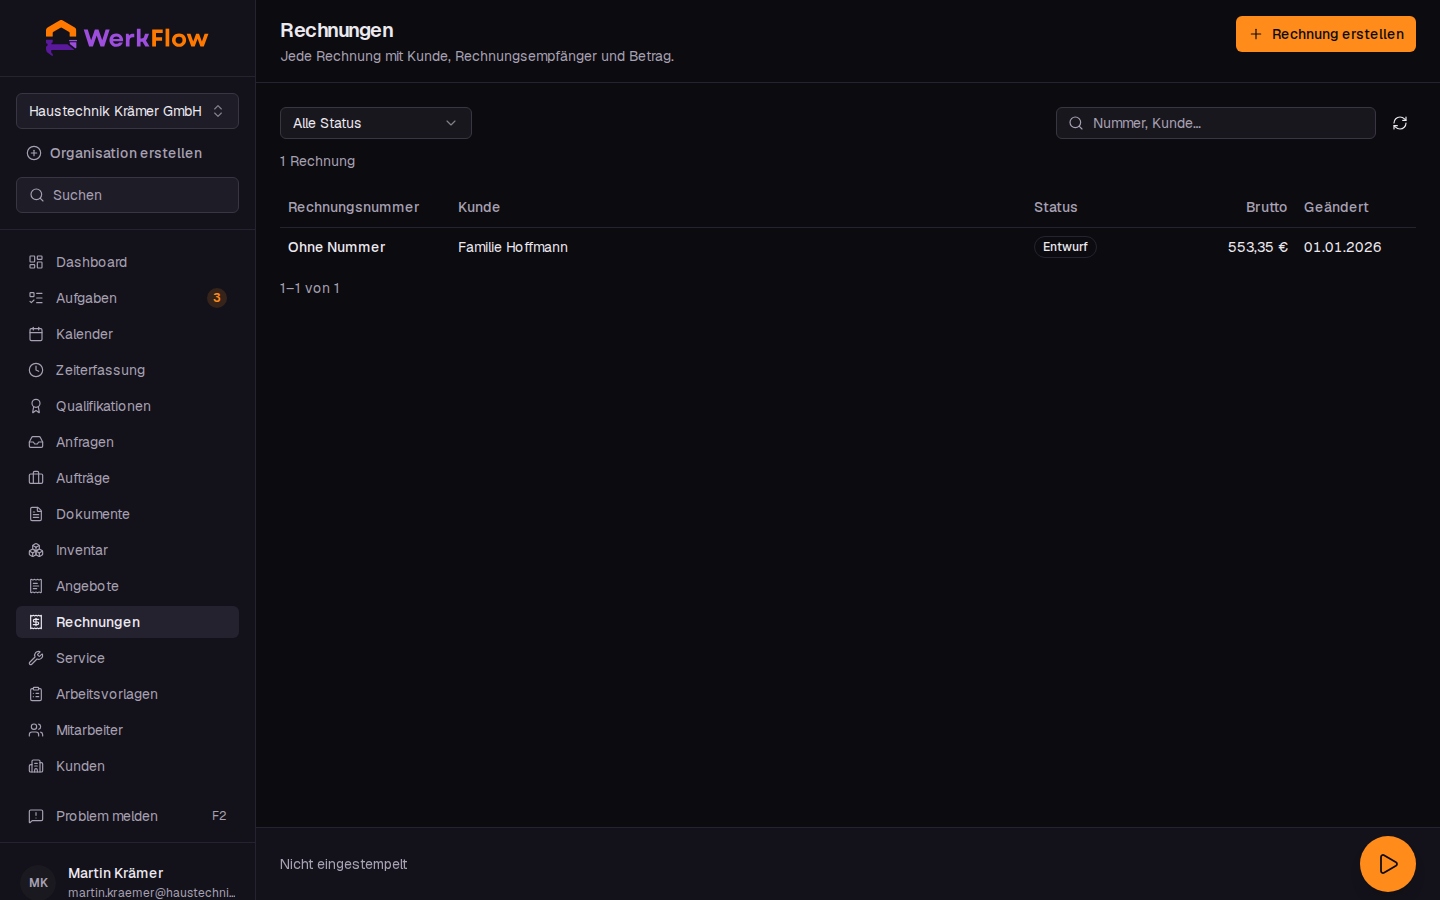 WerkFlow
Haustechnik Krämer GmbH
Organisation erstellen
Suchen
Dashboard
Aufgaben 3
Kalender
Zeiterfassung
Qualifikationen
Anfragen
Aufträge
Dokumente
Inventar
Angebote
Rechnungen
Service
Arbeitsvorlagen
Mitarbeiter
Kunden
Problem melden F2
MK
Martin Krämer
martin.kraemer@haustechni...
Rechnungen
Jede Rechnung mit Kunde, Rechnungsempfänger und Betrag.
Rechnung erstellen
Alle Status
Nummer, Kunde...
1 Rechnung
Rechnungsnummer Kunde Status Brutto Geändert
Ohne Nummer Familie Hoffmann Entwurf 553,35 € 01.01.2026
1–1 von 1
Nicht eingestempelt